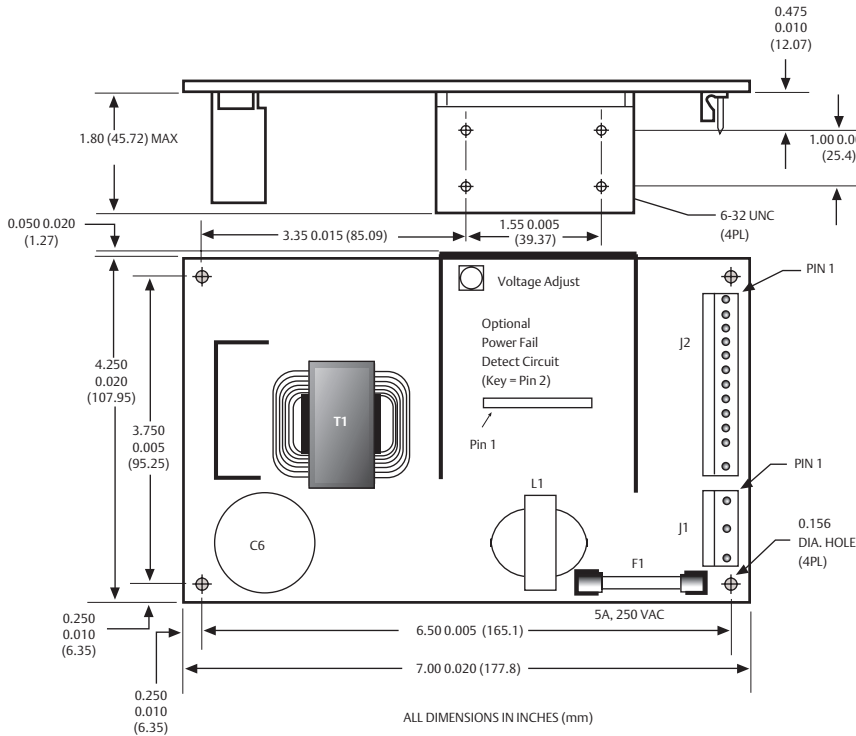 0.475
0.010
(12.07)
1.80 (45.72) MAX
1.00 0.00
(25.4)
0.050 0.020
(1.27)
3.35 0.015 (85.09)
1.55 0.005
(39.37)
6-32 UNC
(4PL)
PIN 1
Voltage Adjust
Optional
Power Fail
Detect Circuit
(Key = Pin 2)
J2
4.250
0.020
(107.95)
T1
3.750
0.005
(95.25)
Pin 1
PIN 1
L1
J1
0.156
DIA. HOLE
(4PL)
C6
F1
5A, 250 VAC
0.250
0.010
(6.35)
6.50 0.005 (165.1)
7.00 0.020 (177.8)
0.250
0.010
(6.35)
ALL DIMENSIONS IN INCHES (mm)